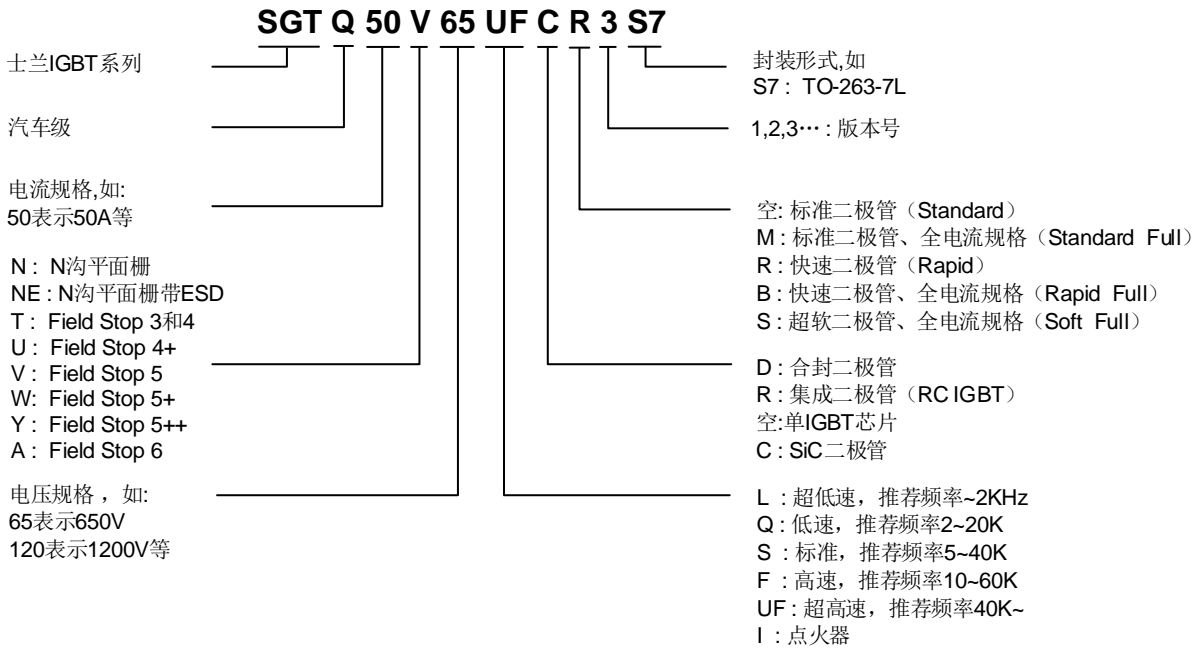 SGT Q 50 V 65 UF C R 3 S7
士兰IGBT系列
汽车级
电流规格,如:
50表示50A等
N： N沟平面栅
NE : N沟平面栅带ESD
T： Field Stop 3和4
U： Field Stop 4+
V： Field Stop 5
W: Field Stop 5+
Y： Field Stop 5++
A： Field Stop 6
电压规格 ，如:
65表示650V
120表示1200V等
封装形式,如
S7： TO-263-7L
1,2,3… : 版本号
空: 标准二极管（Standard）
M : 标准二极管、全电流规格（Standard Full）
R : 快速二极管（Rapid）
B : 快速二极管、全电流规格（Rapid Full）
S : 超软二极管、全电流规格（Soft Full）
D : 合封二极管
R : 集成二极管（RC IGBT）
空:单IGBT芯片
C : SiC二极管
L : 超低速，推荐频率~2KHz
Q : 低速，推荐频率2~20K
S : 标准，推荐频率5~40K
F : 高速，推荐频率10~60K
UF : 超高速，推荐频率40K~
I : 点火器